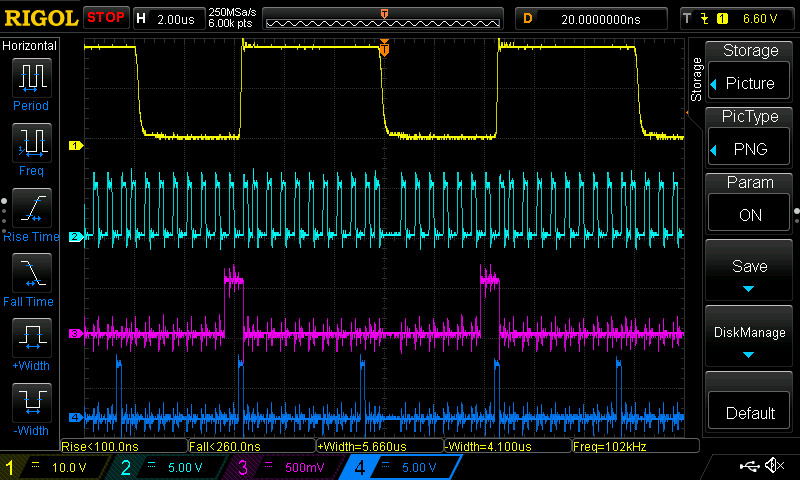 RIGOL STOP H 2.00us 250MSa/s 6.00k pts T D 20.0000000ns T 1 6.60 V
Horizontal
Period
Freq
Rise Time
Fall Time
+Width
-Width
T
1
2
3
4
Storage
Storage
Picture
PicType
PNG
Param
ON
Save
DiskManage
Default
Rise<100.0ns Fall<260.0ns +Width=5.660us -Width=4.100us Freq=102kHz
1 10.0 V 2 5.00 V 3 500mV 4 5.00 V